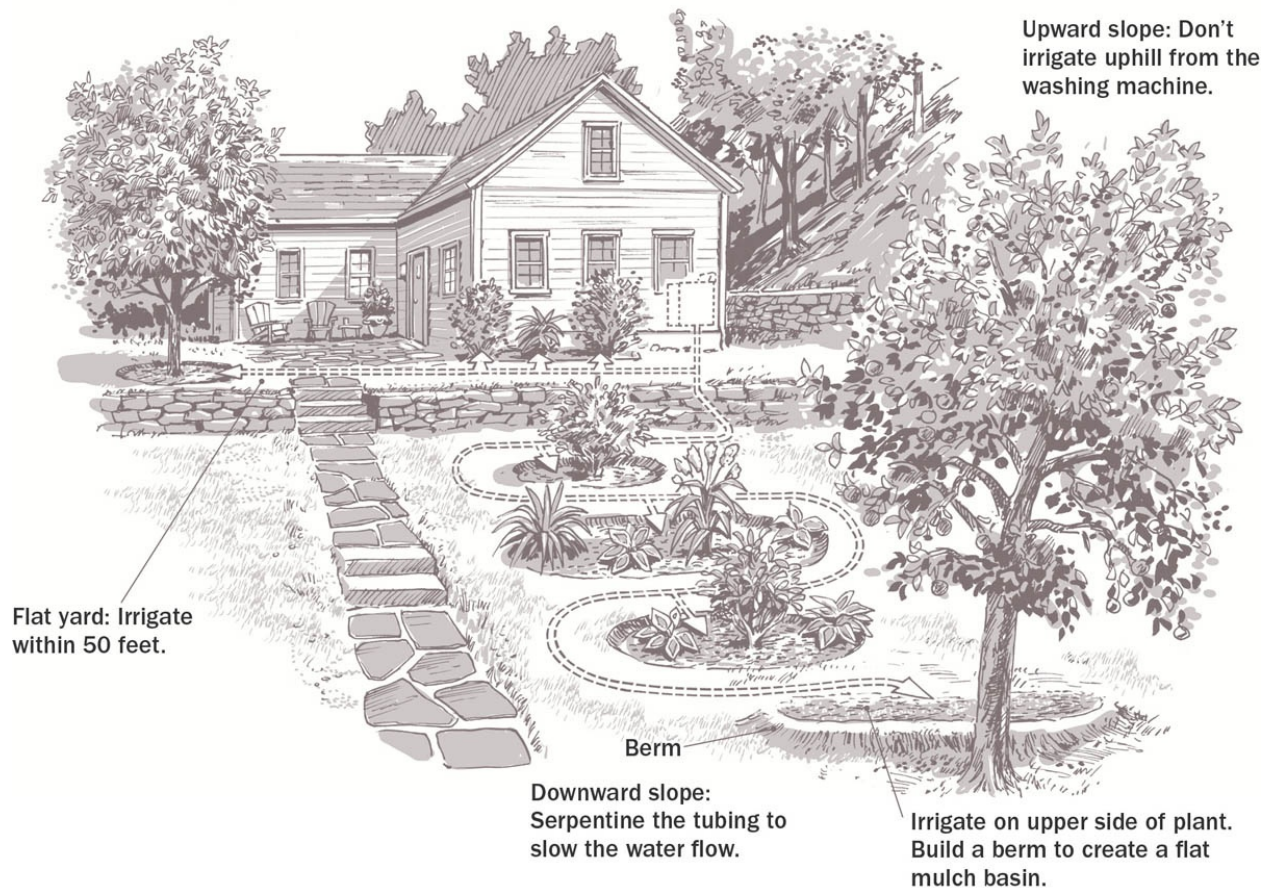 Upward slope: Don’t
irrigate uphill from the
washing machine.
Flat yard: Irrigate
within 50 feet.
Berm
Downward slope:
Serpentine the tubing to
slow the water flow.
Irrigate on upper side of plant.
Build a berm to create a flat
mulch basin.